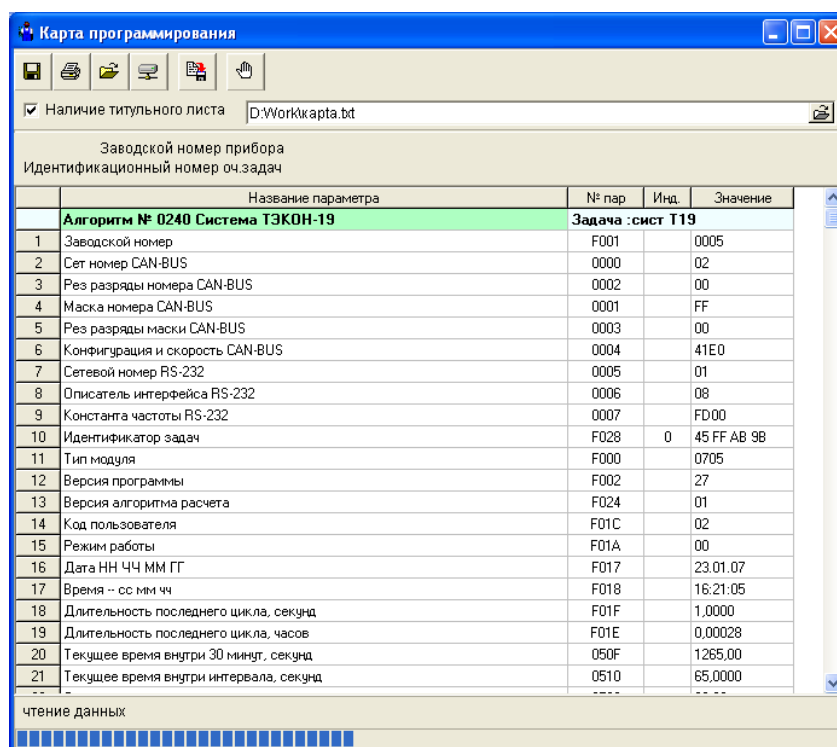 Карта программирования
Наличие титульного листа D:\Work\карта.txt
Заводской номер прибора
Идентификационный номер оч.задач
Название параметра № пар Инд. Значение
Алгоритм № 0240 Система ТЭКОН-19 Задача :сист Т19
1 Заводской номер F001 0005
2 Сет номер CAN-BUS 0000 02
3 Рез разряды номера CAN-BUS 0002 00
4 Маска номера CAN-BUS 0001 FF
5 Рез разряды маски CAN-BUS 0003 00
6 Конфигурация и скорость CAN-BUS 0004 41E0
7 Сетевой номер RS-232 0005 01
8 Описатель интерфейса RS-232 0006 08
9 Константа частоты RS-232 0007 FD00
10 Идентификатор задач F028 0 45 FF AB 9B
11 Тип модуля F000 0705
12 Версия программы F002 27
13 Версия алгоритма расчета F024 01
14 Код пользователя F01C 02
15 Режим работы F01A 00
16 Дата НН ЧЧ ММ ГГ F017 23.01.07
17 Время -- сс мм чч F018 16:21:05
18 Длительность последнего цикла, секунд F01F 1,0000
19 Длительность последнего цикла, часов F01E 0,00028
20 Текущее время внутри 30 минут, секунд 050F 1265,00
21 Текущее время внутри интервала, секунд 0510 65,0000
чтение данных